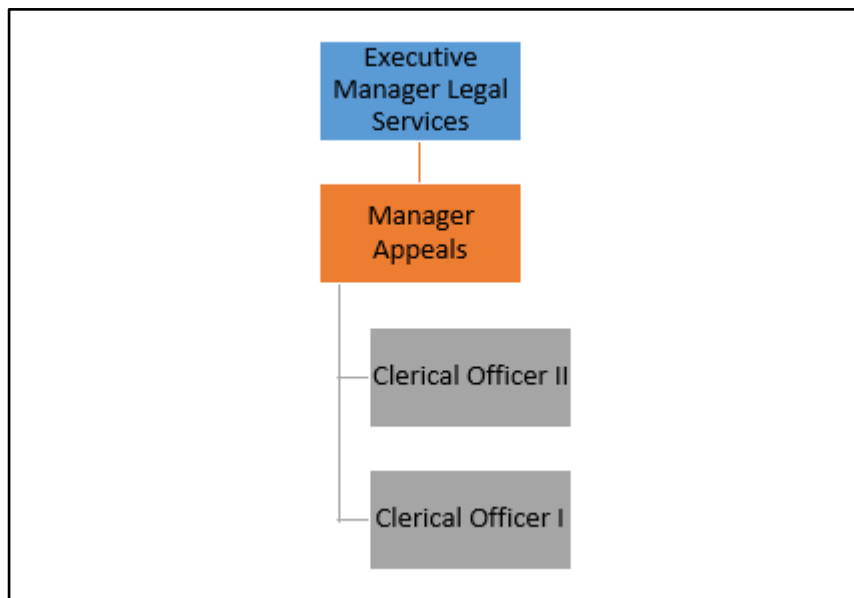 Executive
Manager Legal
Services
Manager
Appeals
Clerical Officer II
Clerical Officer I